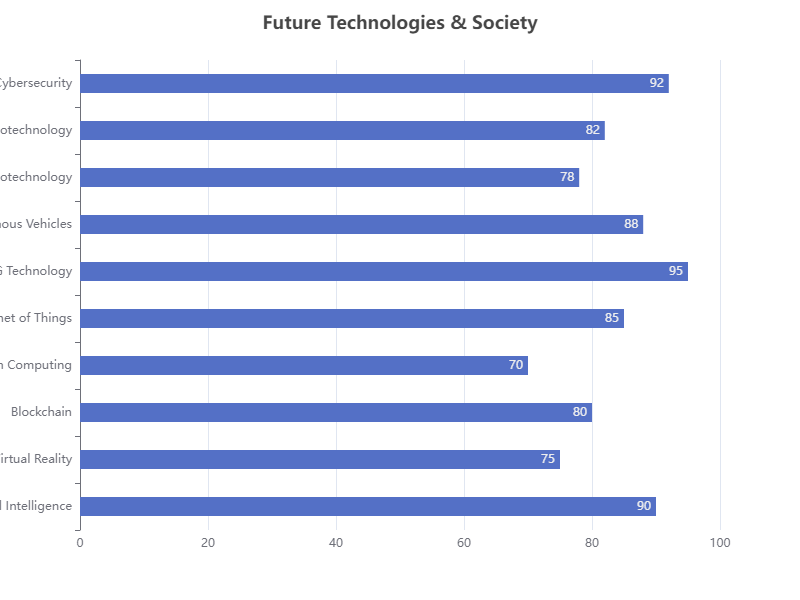 Future Technologies & Society
Cybersecurity
92
otechnology
82
otechnology
78
ous Vehicles
88
Technology
95
net of Things
85
Computing
70
Blockchain
80
irtual Reality
75
Intelligence
90
0 20 40 60 80 100